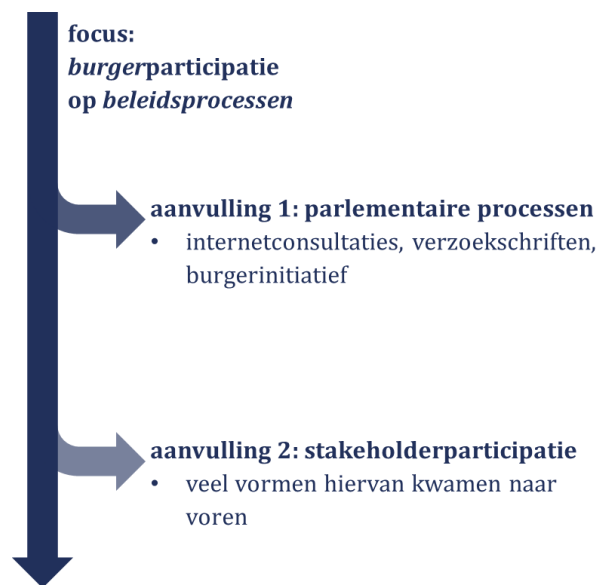 focus:
burgerparticipatie
op beleidsprocessen
aanvulling 1: parlementaire processen
• internetconsultaties, verzoekschriften,
burgerinitiatief
aanvulling 2: stakeholderparticipatie
• veel vormen hiervan kwamen naar
voren